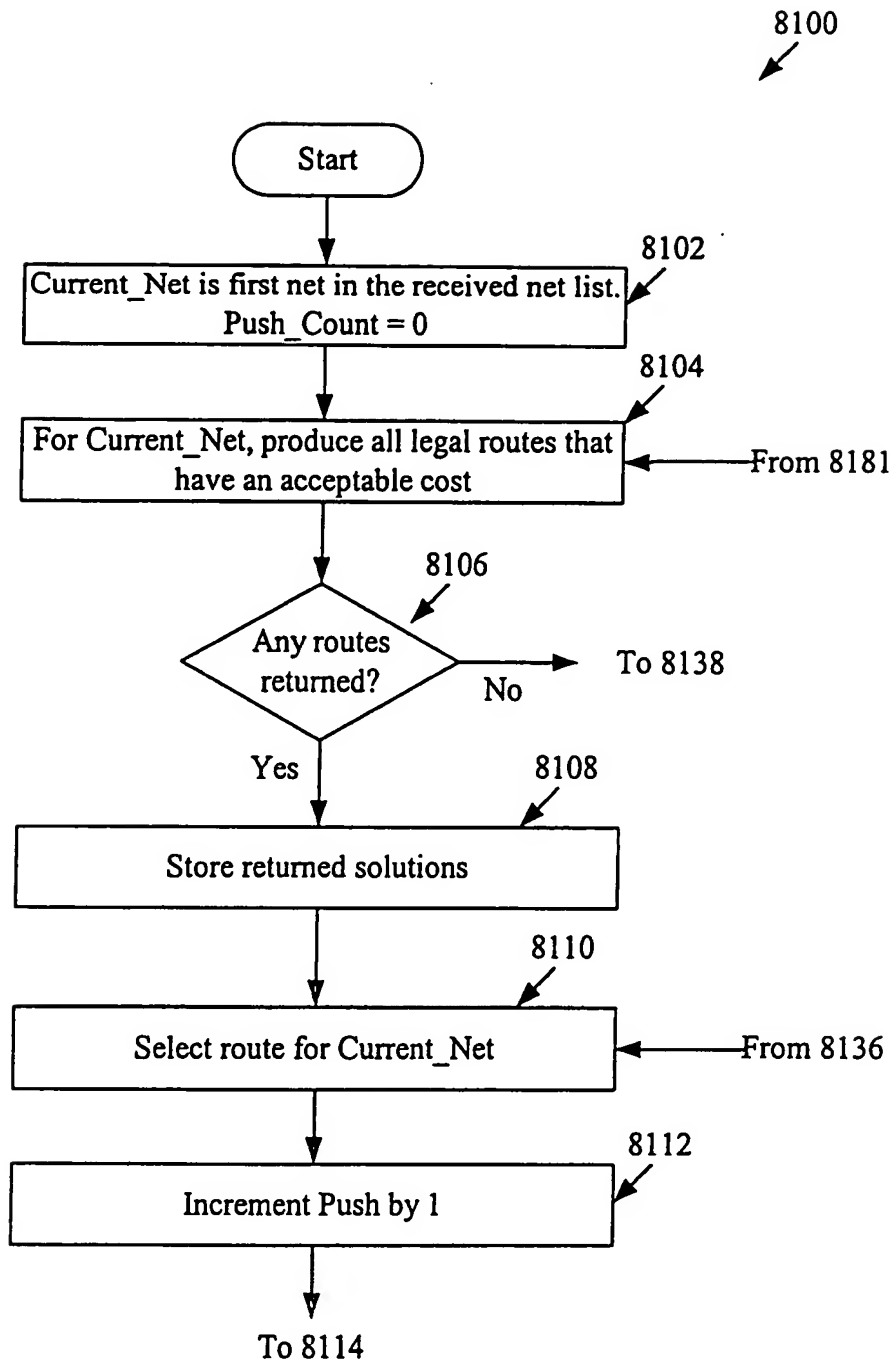 8100
Start
8102
Current_Net is first net in the received net list.
Push_Count = 0
8104
For Current_Net, produce all legal routes that
have an acceptable cost
From 8181
8106
Any routes
returned?
No
To 8138
Yes
8108
Store returned solutions
8110
Select route for Current_Net
From 8136
8112
Increment Push by 1
To 8114